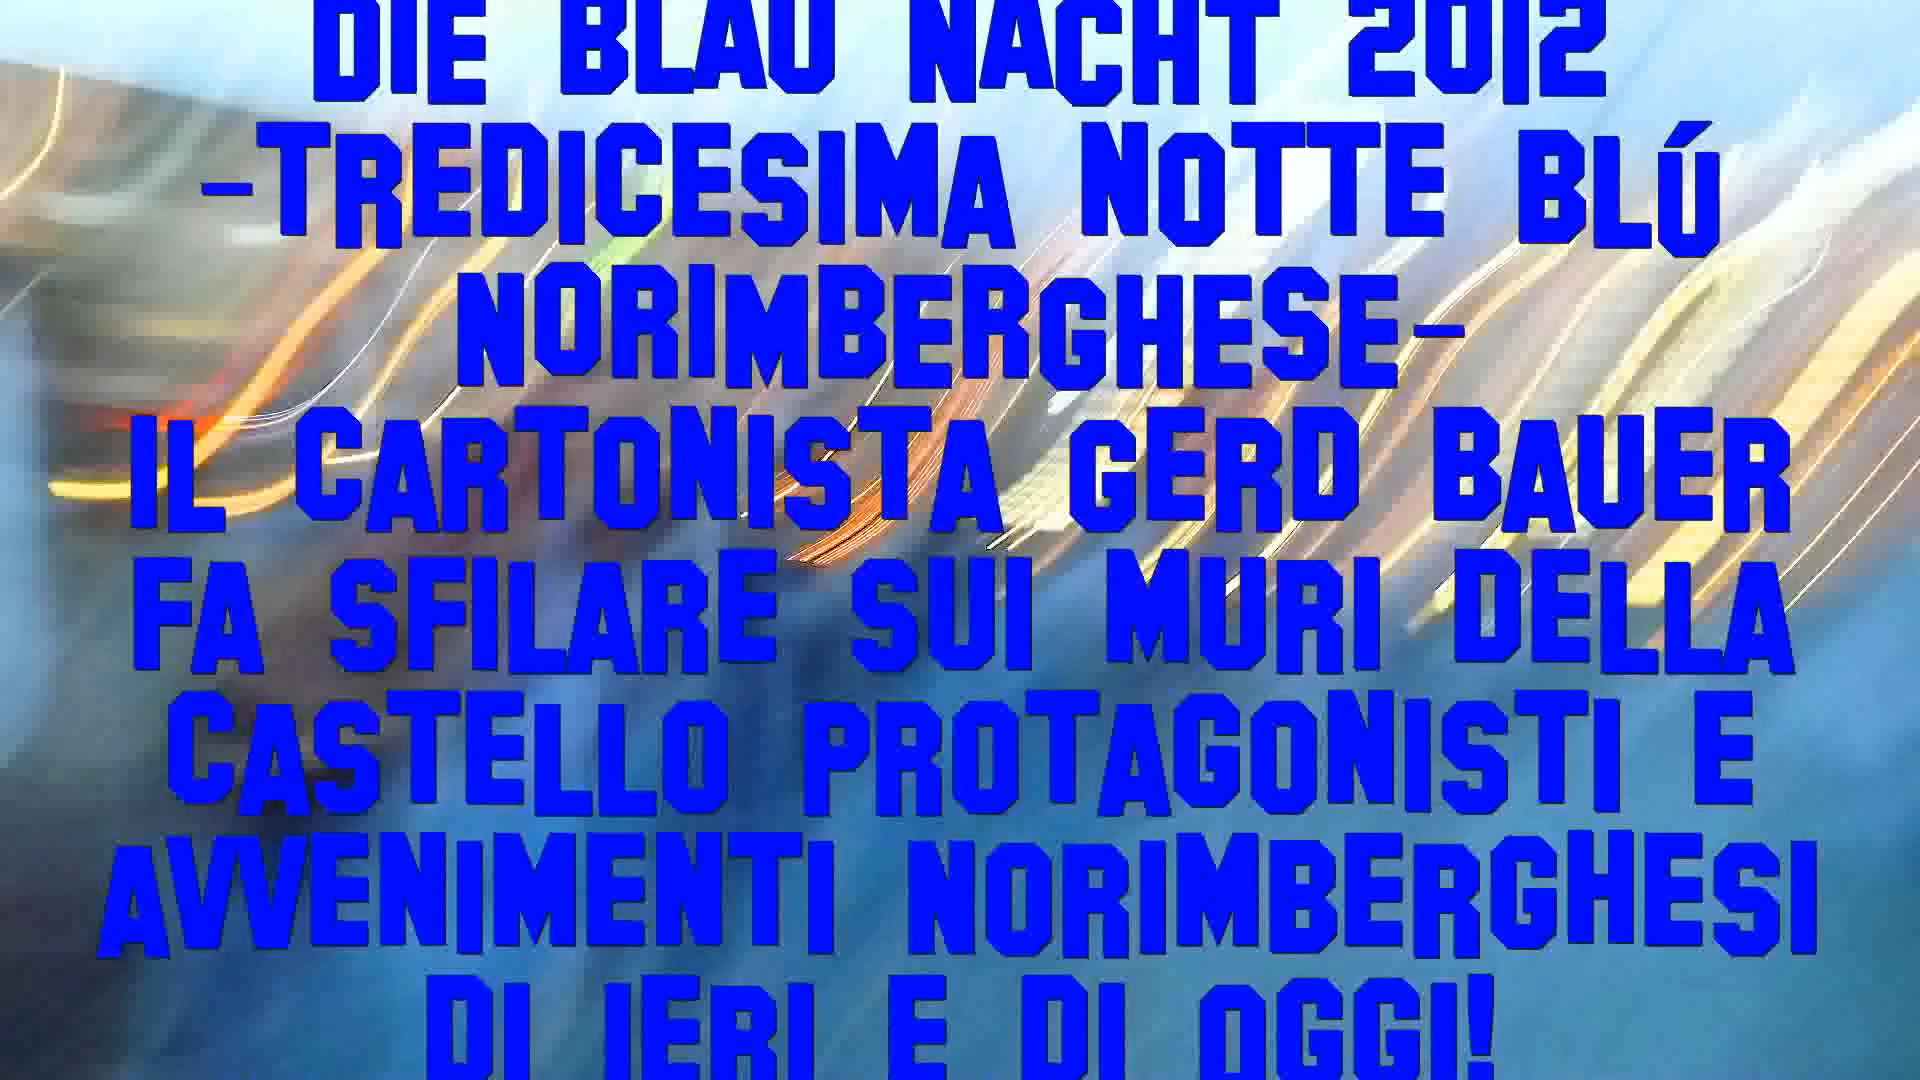 DIE BLAU NACHT 2012
-TREDICESIMA NOTTE BLÚ
NORIMBERGHESE-
IL CARTONISTA GERD BAUER
FA SFILARE SUI MURI DELLA
CASTELLO PROTAGONISTI E
AVVENIMENTI NORIMBERGHESI
DI IERI E DI OGGI!